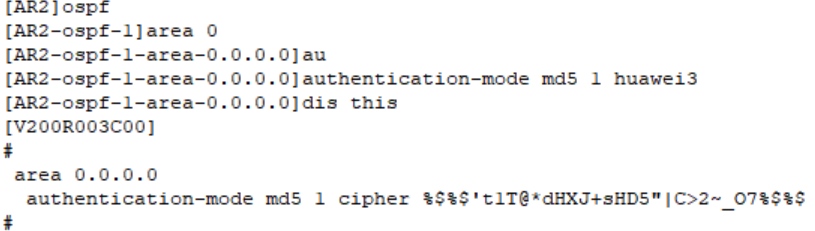 [AR2]ospf
[AR2-ospf-1]area 0
[AR2-ospf-1-area-0.0.0.0]au
[AR2-ospf-1-area-0.0.0.0]authentication-mode md5 1 huawei3
[AR2-ospf-1-area-0.0.0.0]dis this
[V200R003C00]
#
area 0.0.0.0
authentication-mode md5 1 cipher %$%$'tlT@*dHXJ+sHD5"|C>2~_O7%$%$
#